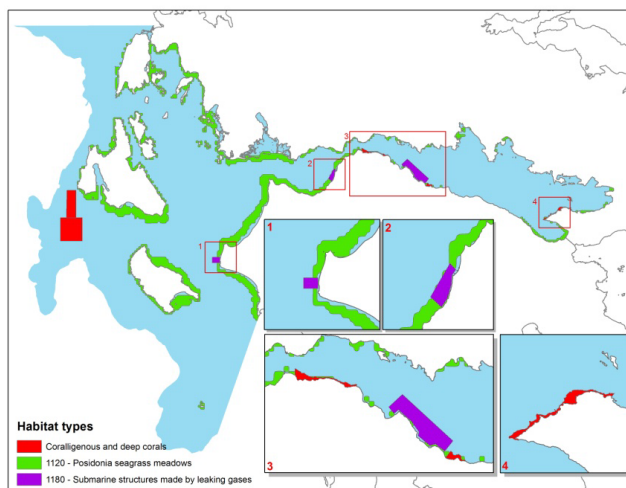 3
2
4
1
1
2
Habitat types
Coralligenous and deep corals
1120 - Posidonia seagrass meadows
1180 - Submarine structures made by leaking gases
3
4